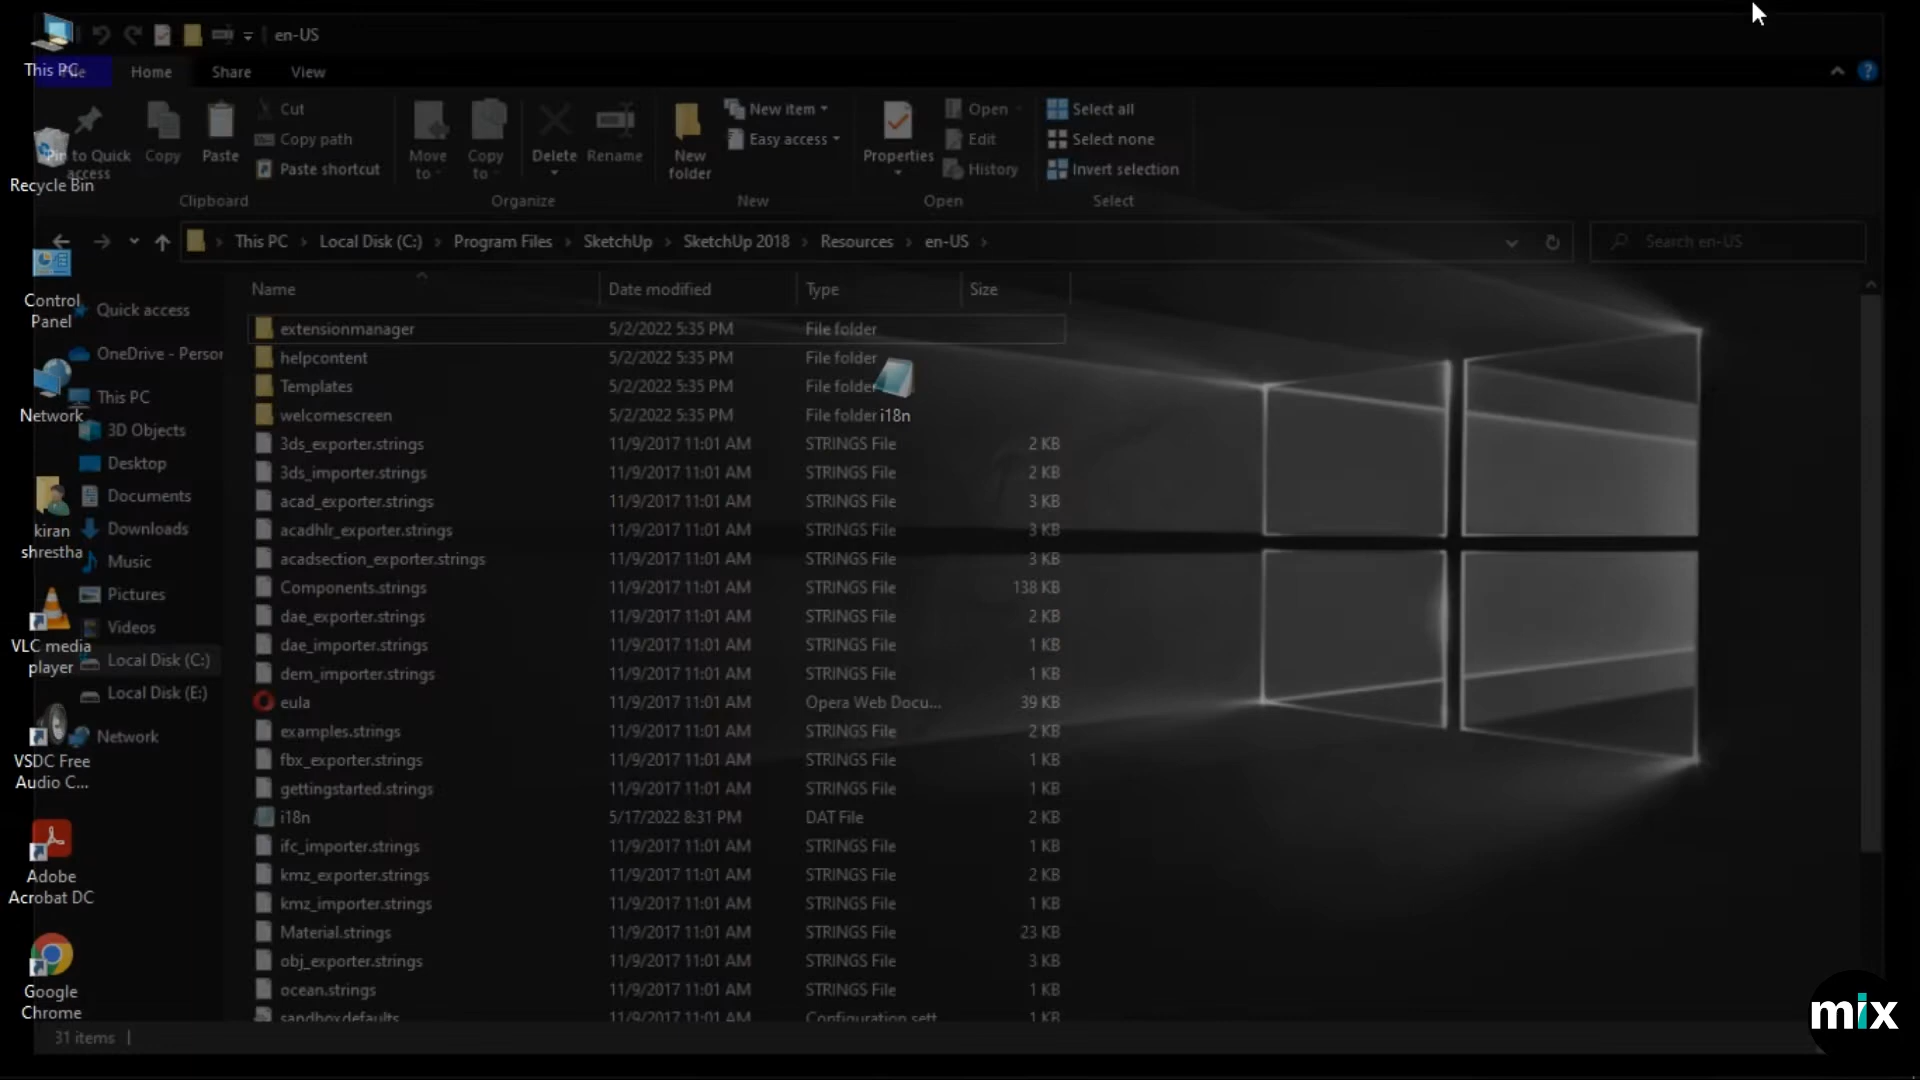 en-US
This PC
File
Home
Share
View
Pin to Quick access
Copy
Paste
Cut
Copy path
Paste shortcut
Clipboard
Move to
Copy to
Delete
Rename
Organize
New folder
New item
Easy access
New
Properties
Open
Edit
History
Open
Select all
Select none
Invert selection
Select
Recycle Bin
This PC > Local Disk (C:) > Program Files > SketchUp > SketchUp 2018 > Resources > en-US >
Search en-US
Control Panel
Network
kiran shrestha
VLC media player
VSDC Free Audio C...
Adobe Acrobat DC
Google Chrome
i18n
Quick access
OneDrive - Person
This PC
3D Objects
Desktop
Documents
Downloads
Music
Pictures
Videos
Local Disk (C:)
Local Disk (E:)
Network
Name Date modified Type Size
extensionmanager 5/2/2022 5:35 PM File folder
helpcontent 5/2/2022 5:35 PM File folder
Templates 5/2/2022 5:35 PM File folder
welcomescreen 5/2/2022 5:35 PM File folder
3ds_exporter.strings 11/9/2017 11:01 AM STRINGS File 2 KB
3ds_importer.strings 11/9/2017 11:01 AM STRINGS File 2 KB
acad_exporter.strings 11/9/2017 11:01 AM STRINGS File 3 KB
acadhlr_exporter.strings 11/9/2017 11:01 AM STRINGS File 3 KB
acadsection_exporter.strings 11/9/2017 11:01 AM STRINGS File 3 KB
Components.strings 11/9/2017 11:01 AM STRINGS File 138 KB
dae_exporter.strings 11/9/2017 11:01 AM STRINGS File 2 KB
dae_importer.strings 11/9/2017 11:01 AM STRINGS File 1 KB
dem_importer.strings 11/9/2017 11:01 AM STRINGS File 1 KB
eula 11/9/2017 11:01 AM Opera Web Docu... 39 KB
examples.strings 11/9/2017 11:01 AM STRINGS File 2 KB
fbx_exporter.strings 11/9/2017 11:01 AM STRINGS File 1 KB
gettingstarted.strings 11/9/2017 11:01 AM STRINGS File 1 KB
i18n 5/17/2022 8:31 PM DAT File 2 KB
ifc_importer.strings 11/9/2017 11:01 AM STRINGS File 1 KB
kmz_exporter.strings 11/9/2017 11:01 AM STRINGS File 2 KB
kmz_importer.strings 11/9/2017 11:01 AM STRINGS File 1 KB
Material.strings 11/9/2017 11:01 AM STRINGS File 23 KB
obj_exporter.strings 11/9/2017 11:01 AM STRINGS File 3 KB
ocean.strings 11/9/2017 11:01 AM STRINGS File 1 KB
sandboxdefaults 11/9/2017 11:01 AM Configuration sett... 1 KB
31 items
mix